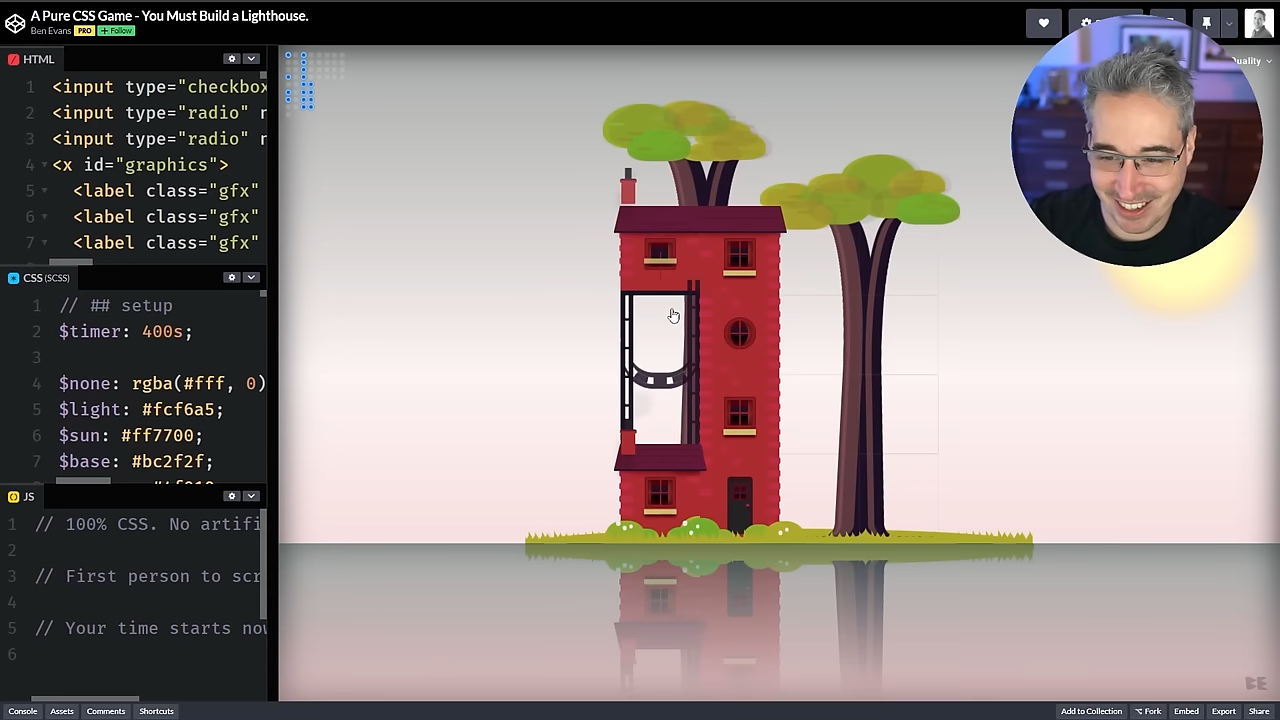 A Pure CSS Game - You Must Build a Lighthouse.
Ben Evans PRO + Follow
HTML
1 <input type="checkbox
2 <input type="radio" n
3 <input type="radio" n
4 <x id="graphics">
5 <label class="gfx"
6 <label class="gfx"
7 <label class="gfx"
CSS (SCSS)
1 // ## setup
2 $timer: 400s;
3
4 $none: rgba(#fff, 0)
5 $light: #fcf6a5;
6 $sun: #ff7700;
7 $base: #bc2f2f;
JS
1 // 100% CSS. No artifi
2
3 // First person to scr
4
5 // Your time starts now
6
uality
BE
Console Assets Comments Shortcuts
Add to Collection Fork Embed Export Share